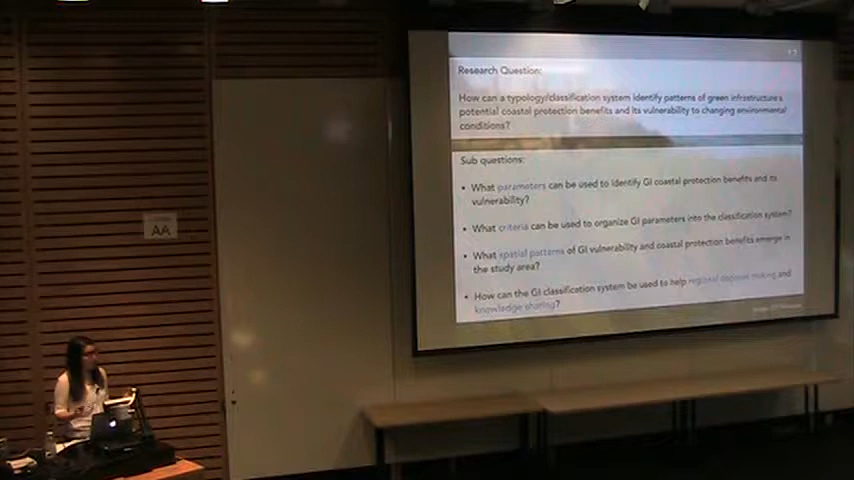 Research Question:
How can a typology/classification system identify patterns of green infrastructure's
potential coastal protection benefits and its vulnerability to changing environmental
conditions?
Sub questions:
• What parameters can be used to identify GI coastal protection benefits and its
vulnerability?
• What criteria can be used to organize GI parameters into the classification system?
• What spatial patterns of GI vulnerability and coastal protection benefits emerge in
the study area?
• How can the GI classification system be used to help regional decision making and
knowledge sharing?
AA